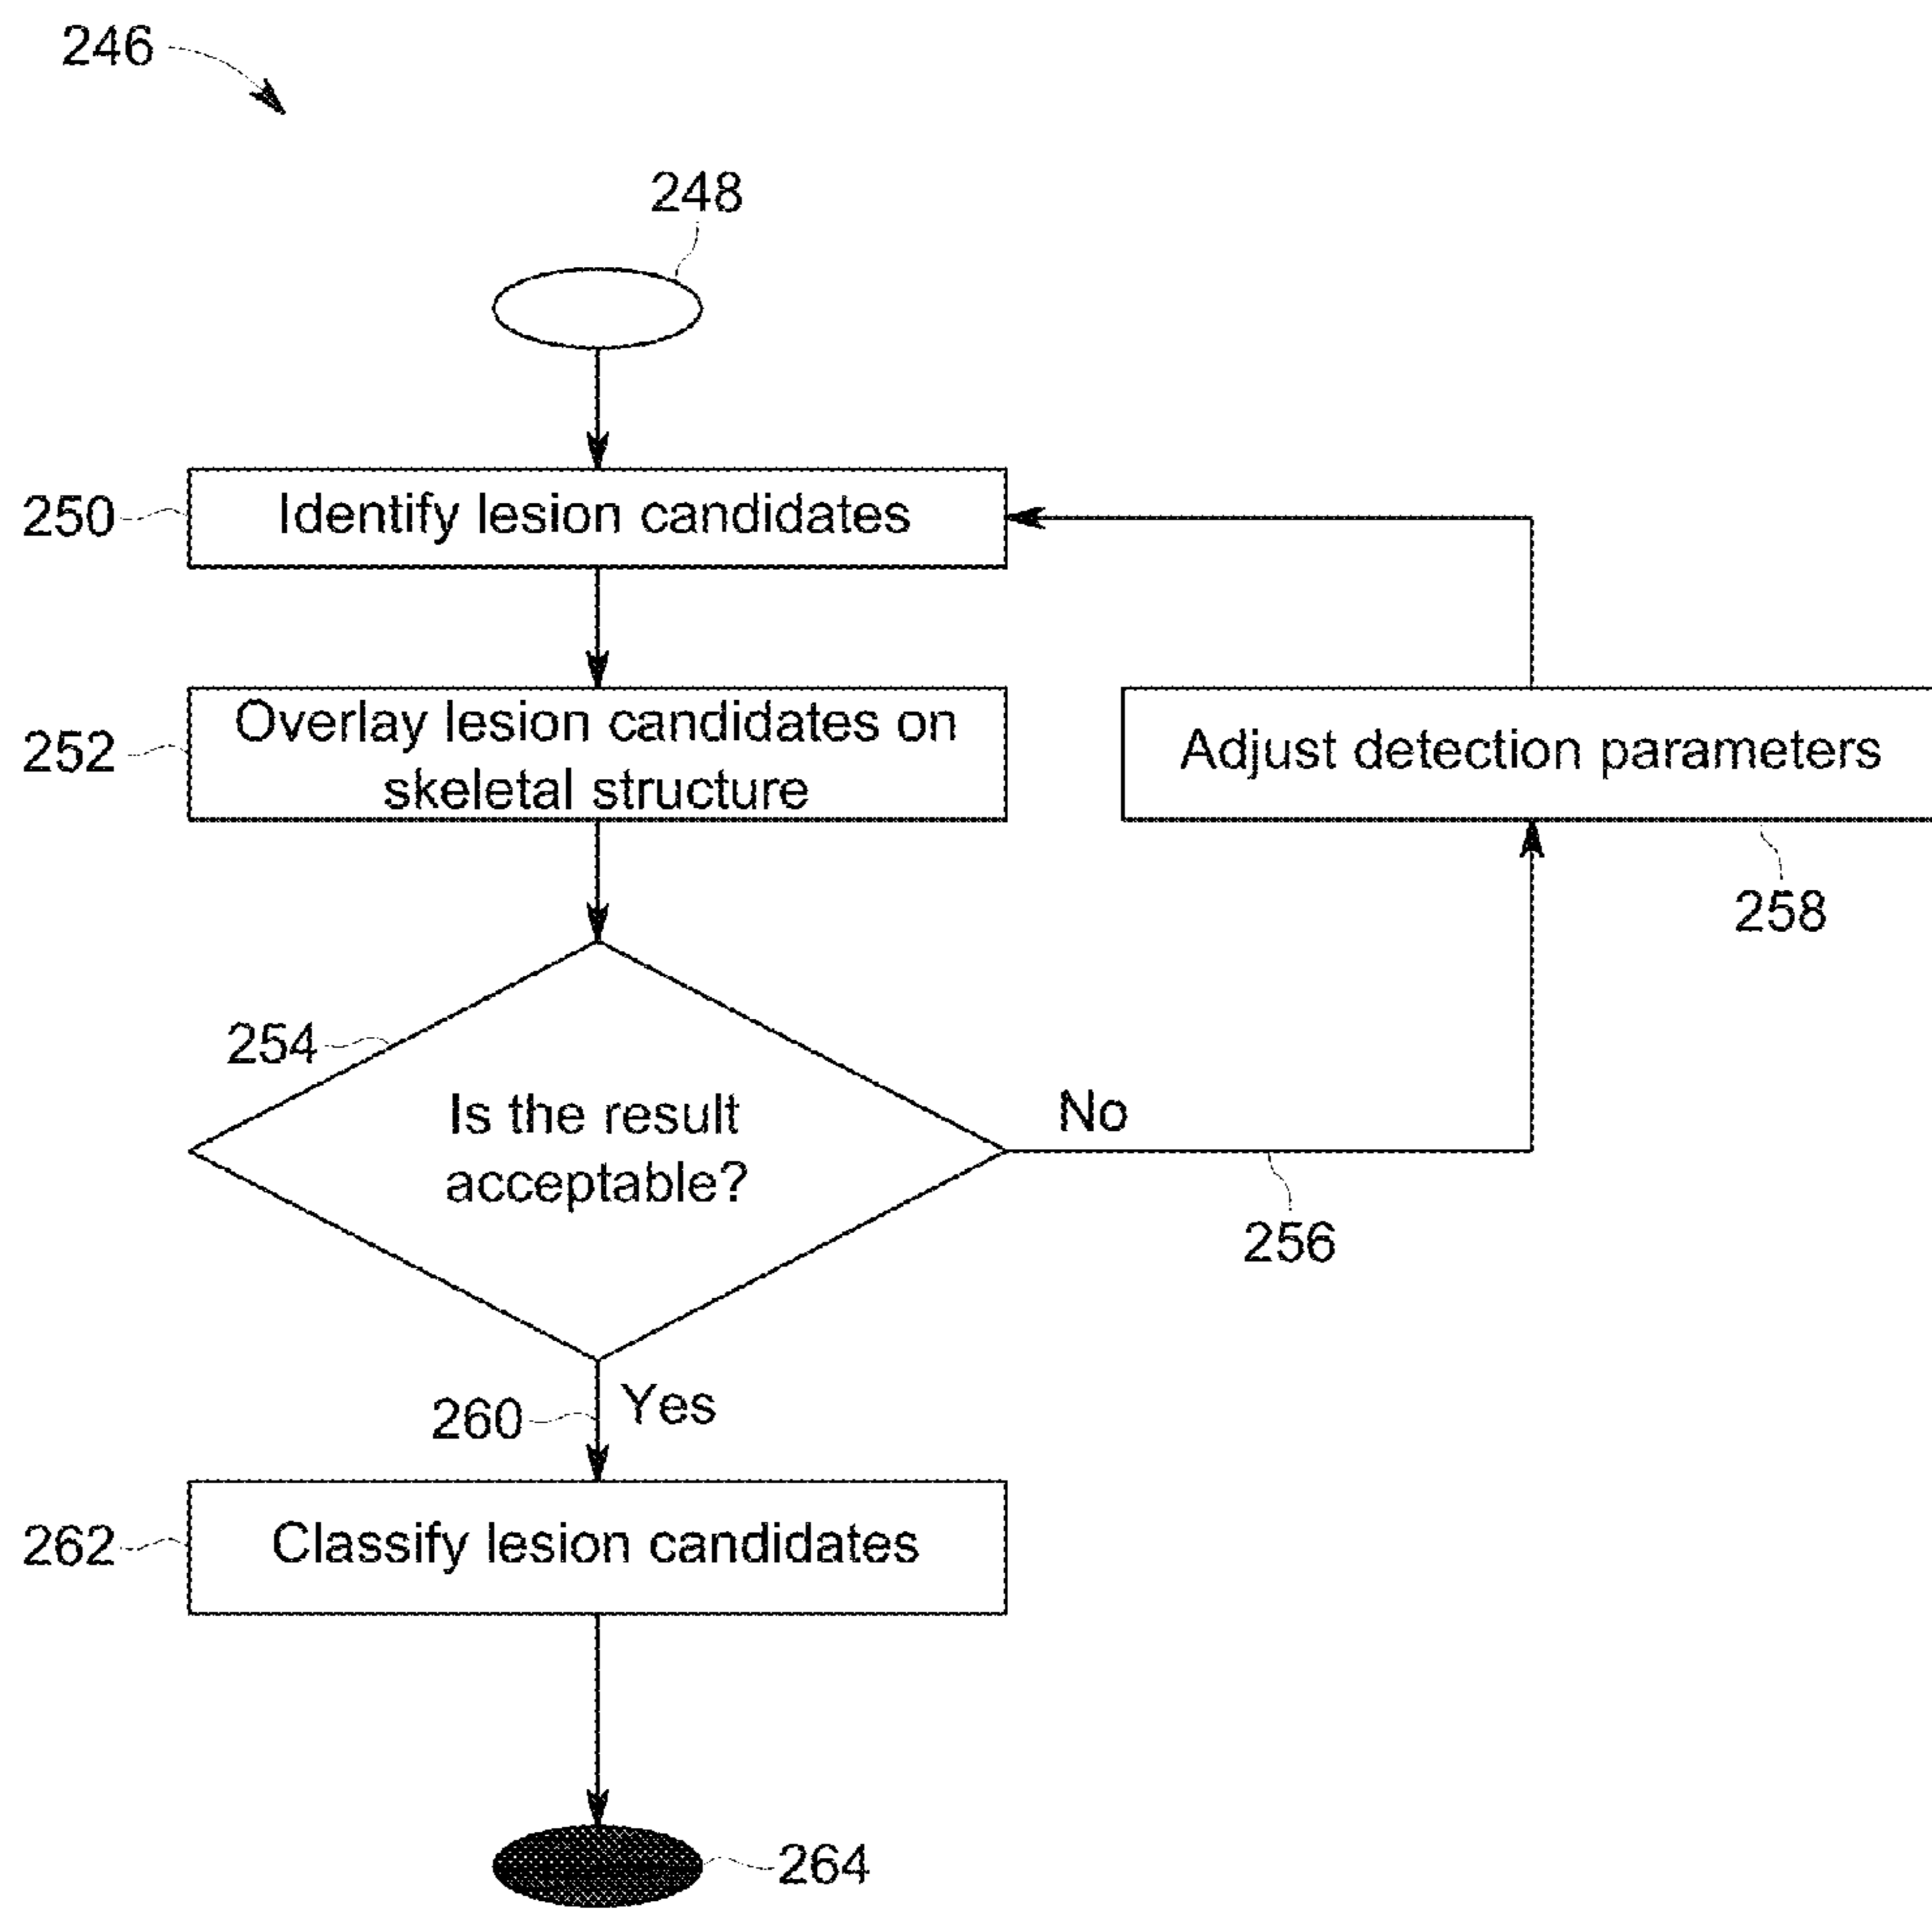 246
248
250
Identify lesion candidates
252
Overlay lesion candidates on
skeletal structure
Adjust detection parameters
258
254
Is the result
acceptable?
No
256
260
Yes
262
Classify lesion candidates
264